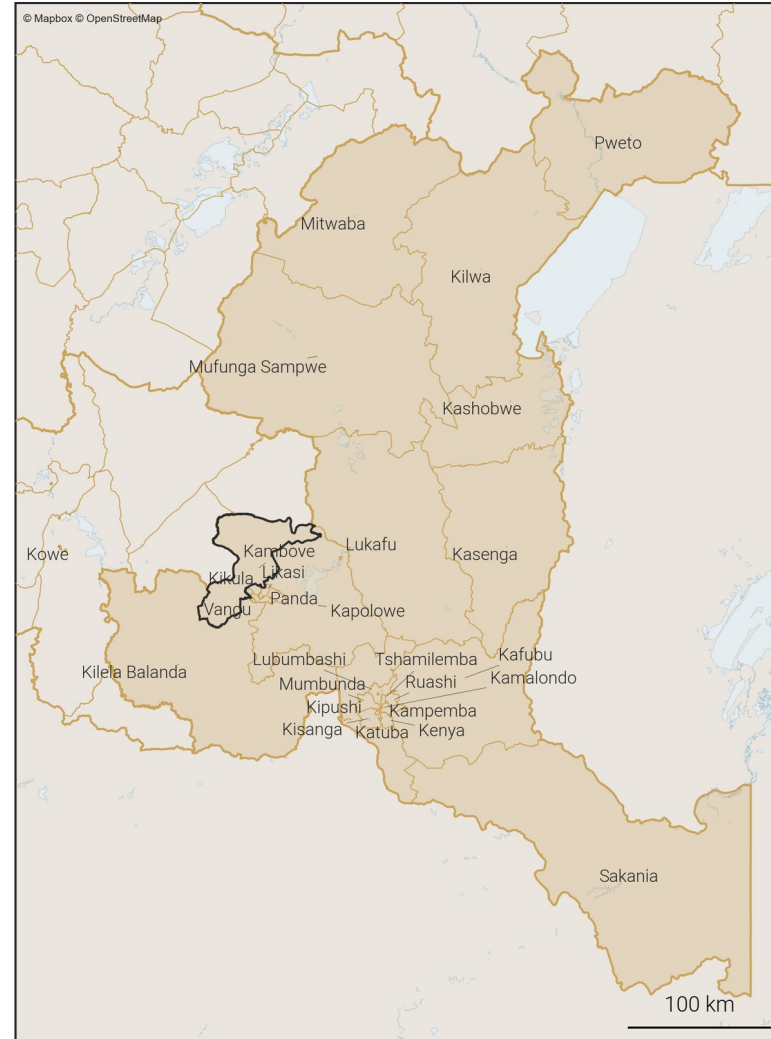 © Mapbox © OpenStreetMap
Pweto
Mitwaba
Kilwa
Mufunga Sampwe
Kashobwe
Kowe
Kambove
Lukafu
Kasenga
Kikula
Likasi
Vangu
Panda
Kapolowe
Kilela Balanda
Lubumbashi
Tshamilemba
Kafubu
Mumbunda
Ruashi
Kamalondo
Kipushi
Kampemba
Kisanga
Katuba
Kenya
Sakania
100 km